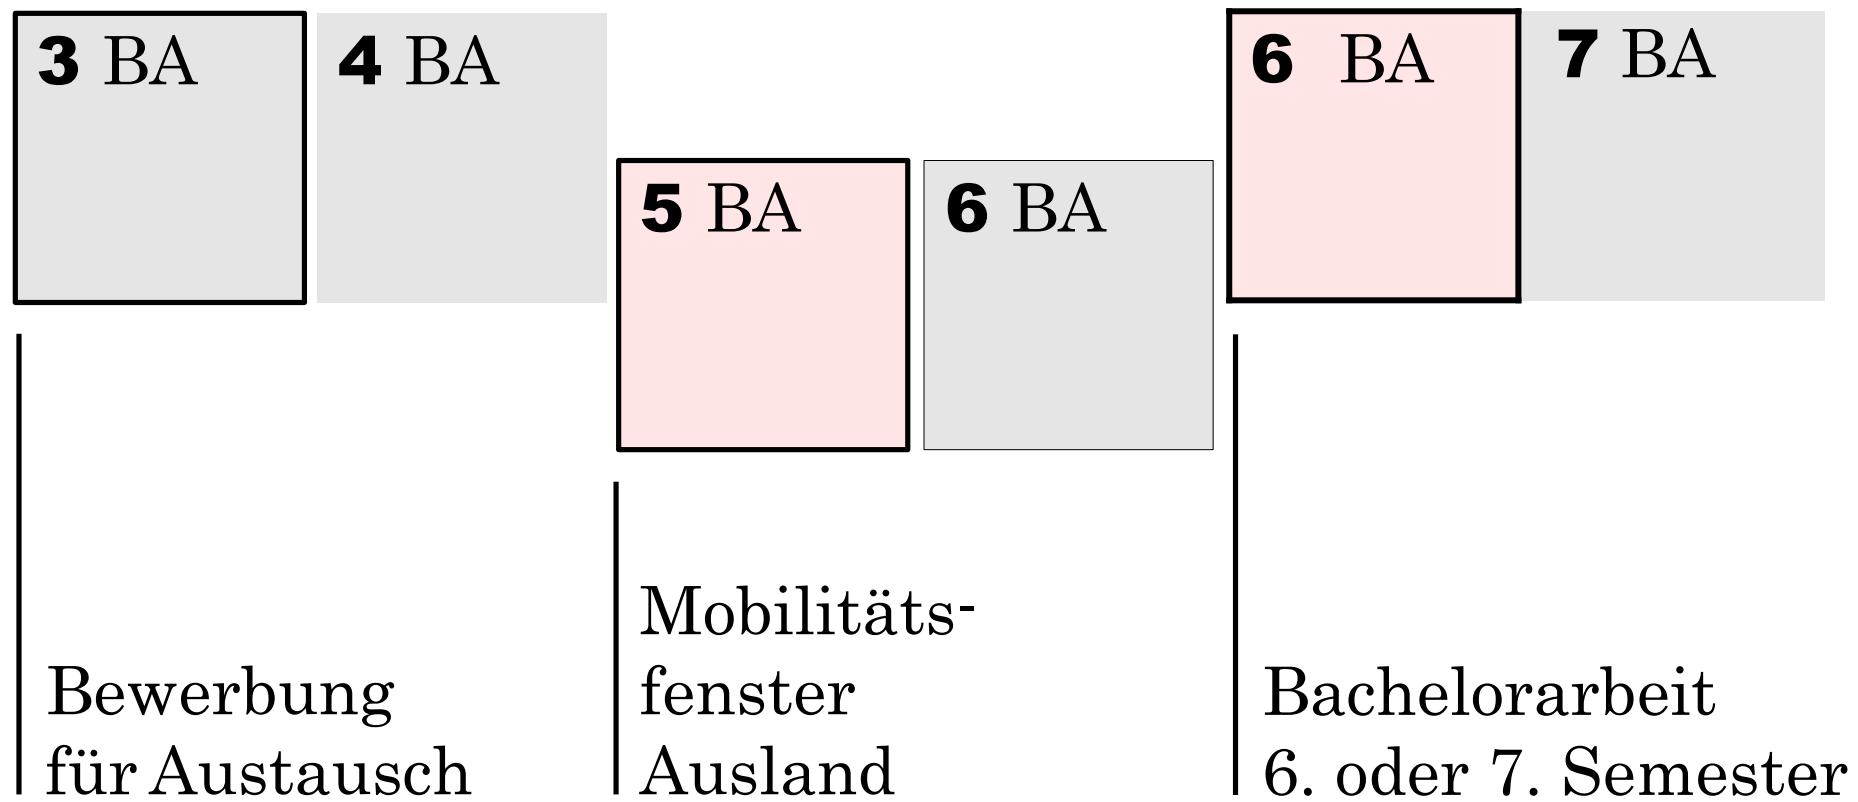 3 BA
4 BA
5 BA
6 BA
6 BA
7 BA
Bewerbung
für Austausch
Mobilitäts-
fenster
Ausland
Bachelorarbeit
6. oder 7. Semester